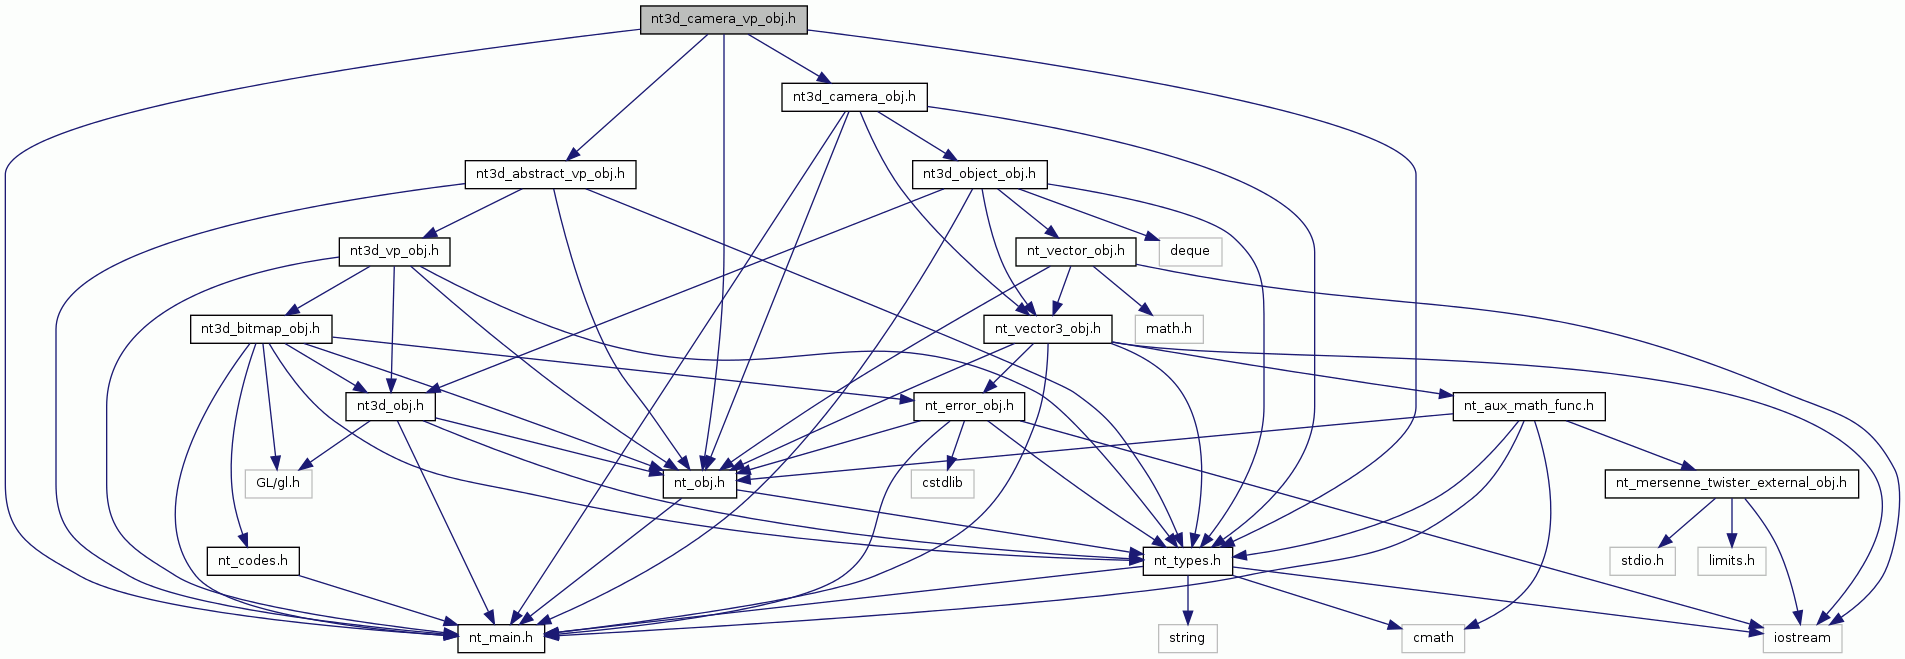 nt3d_camera_vp_obj.h
nt3d_camera_obj.h
nt3d_abstract_vp_obj.h
nt3d_object_obj.h
nt3d_vp_obj.h
nt_vector_obj.h
deque
nt3d_bitmap_obj.h
nt_vector3_obj.h
math.h
nt3d_obj.h
nt_error_obj.h
nt_aux_math_func.h
GL/gl.h
nt_obj.h
cstdlib
nt_mersenne_twister_external_obj.h
nt_codes.h
nt_types.h
stdio.h
limits.h
nt_main.h
string
cmath
iostream